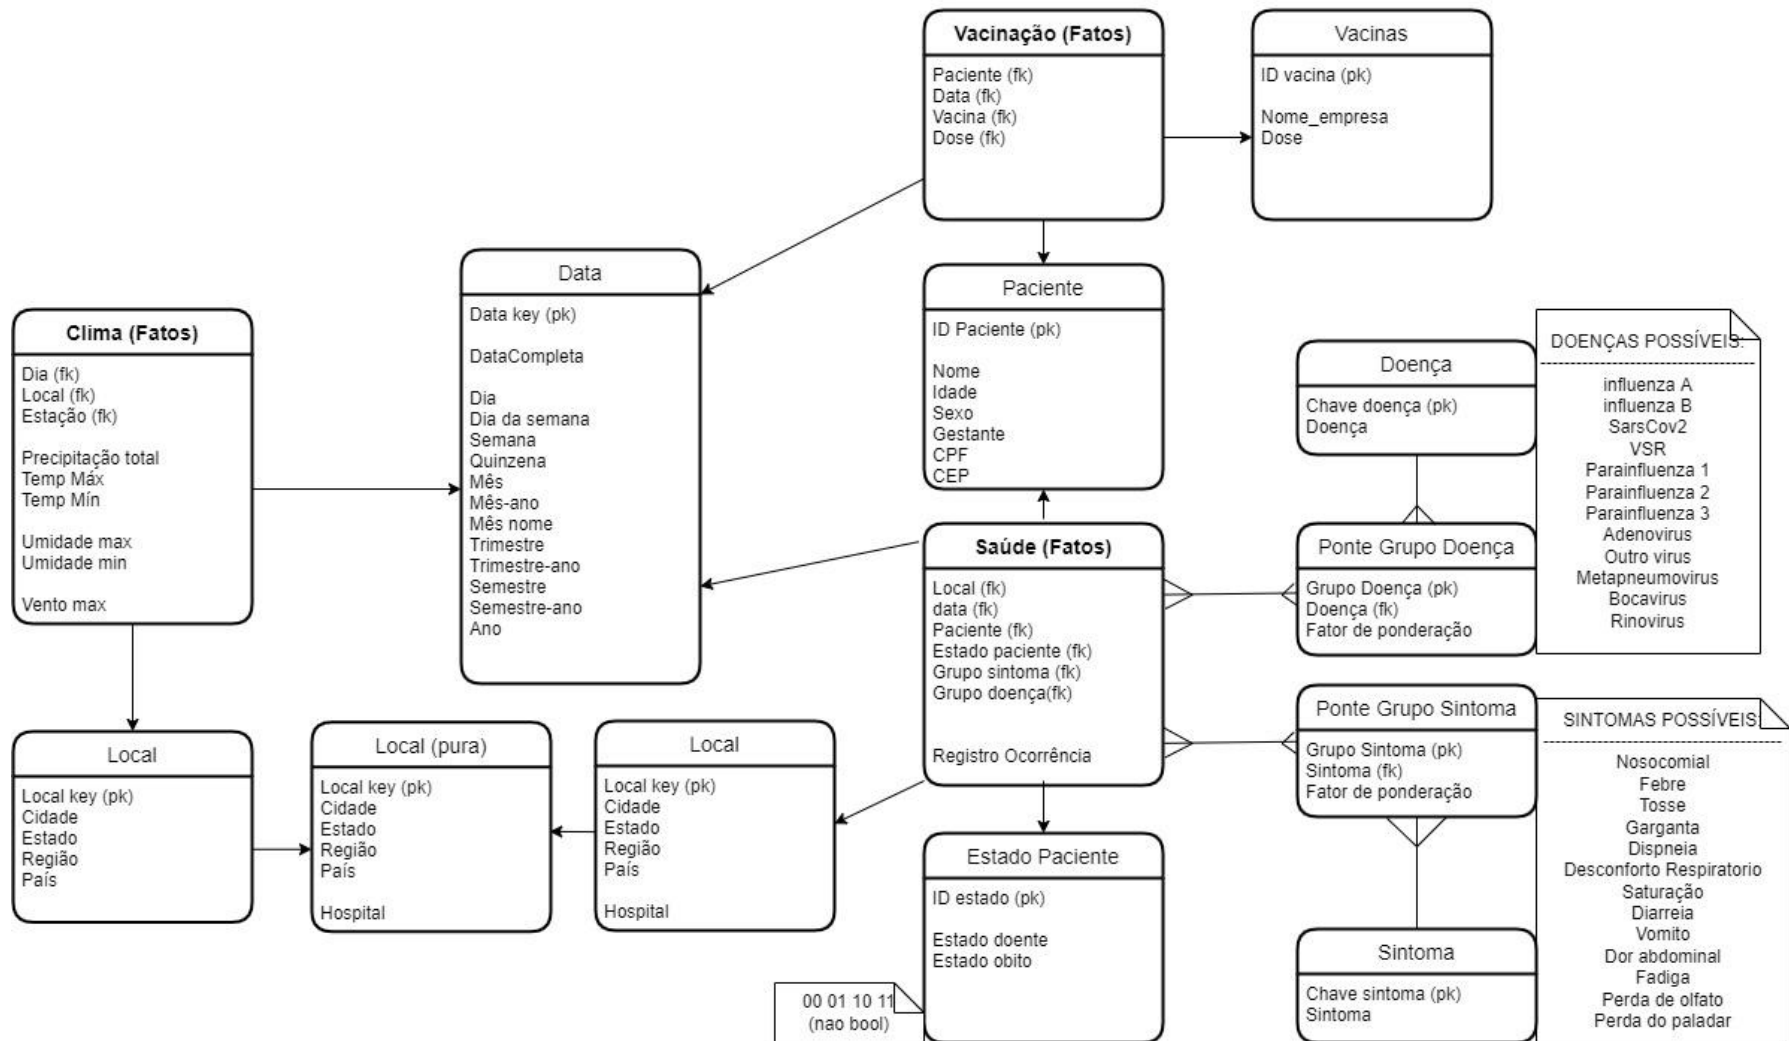 Vacinação (Fatos)
Paciente (fk)
Data (fk)
Vacina (fk)
Dose (fk)
Vacinas
ID vacina (pk)
Nome_empresa
Dose
Data
Data key (pk)
DataCompleta
Dia
Dia da semana
Semana
Quinzena
Mês
Mês-ano
Mês nome
Trimestre
Trimestre-ano
Semestre
Semestre-ano
Ano
Paciente
ID Paciente (pk)
Nome
Idade
Sexo
Gestante
CPF
CEP
Clima (Fatos)
Dia (fk)
Local (fk)
Estação (fk)
Precipitação total
Temp Máx
Temp Mín
Umidade max
Umidade min
Vento max
Doença
Chave doença (pk)
Doença
DOENÇAS POSSÍVEIS:
influenza A
influenza B
SarsCov2
VSR
Parainfluenza 1
Parainfluenza 2
Parainfluenza 3
Adenovirus
Outro virus
Metapneumovirus
Bocavirus
Rinovirus
Saúde (Fatos)
Local (fk)
data (fk)
Paciente (fk)
Estado paciente (fk)
Grupo sintoma (fk)
Grupo doença(fk)
Registro Ocorrência
Ponte Grupo Doença
Grupo Doença (pk)
Doença (fk)
Fator de ponderação
Ponte Grupo Sintoma
Grupo Sintoma (pk)
Sintoma (fk)
Fator de ponderação
SINTOMAS POSSÍVEIS:
Nosocomial
Febre
Tosse
Garganta
Dispneia
Desconforto Respiratorio
Saturação
Diarreia
Vomito
Dor abdominal
Fadiga
Perda de olfato
Perda do paladar
Local
Local key (pk)
Cidade
Estado
Região
País
Local (pura)
Local key (pk)
Cidade
Estado
Região
País
Hospital
Local
Local key (pk)
Cidade
Estado
Região
País
Hospital
Estado Paciente
ID estado (pk)
Estado doente
Estado obito
00 01 10 11
(nao bool)
Sintoma
Chave sintoma (pk)
Sintoma